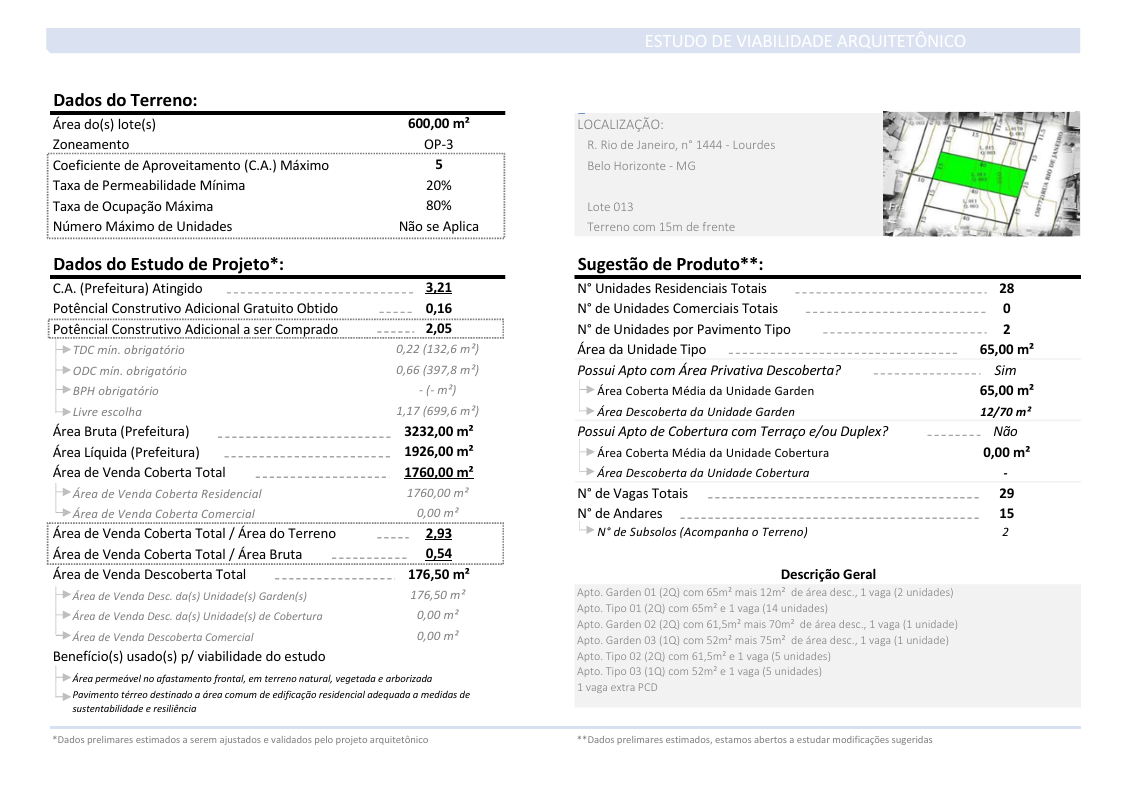 ESTUDO DE VIABILIDADE ARQUITETÔNICO
Dados do Terreno:
Área do(s) lote(s) 600,00 m²
Zoneamento OP-3
Coeficiente de Aproveitamento (C.A.) Máximo 5
Taxa de Permeabilidade Mínima 20%
Taxa de Ocupação Máxima 80%
Número Máximo de Unidades Não se Aplica
LOCALIZAÇÃO:
R. Rio de Janeiro, n° 1444 - Lourdes
Belo Horizonte - MG
Lote 013
Terreno com 15m de frente
Dados do Estudo de Projeto*:
C.A. (Prefeitura) Atingido 3,21
Potêncial Construtivo Adicional Gratuito Obtido 0,16
Potêncial Construtivo Adicional a ser Comprado 2,05
TDC mín. obrigatório 0,22 (132,6 m²)
ODC mín. obrigatório 0,66 (397,8 m²)
BPH obrigatório - (- m²)
Livre escolha 1,17 (699,6 m²)
Área Bruta (Prefeitura) 3232,00 m²
Área Líquida (Prefeitura) 1926,00 m²
Área de Venda Coberta Total 1760,00 m²
Área de Venda Coberta Residencial 1760,00 m²
Área de Venda Coberta Comercial 0,00 m²
Área de Venda Coberta Total / Área do Terreno 2,93
Área de Venda Coberta Total / Área Bruta 0,54
Área de Venda Descoberta Total 176,50 m²
Área de Venda Desc. da(s) Unidade(s) Garden(s) 176,50 m²
Área de Venda Desc. da(s) Unidade(s) de Cobertura 0,00 m²
Área de Venda Descoberta Comercial 0,00 m²
Benefício(s) usado(s) p/ viabilidade do estudo
Área permeável no afastamento frontal, em terreno natural, vegetada e arborizada
Pavimento térreo destinado a área comum de edificação residencial adequada a medidas de
sustentabilidade e resiliência
Sugestão de Produto**:
N° Unidades Residenciais Totais 28
N° de Unidades Comerciais Totais 0
N° de Unidades por Pavimento Tipo 2
Área da Unidade Tipo 65,00 m²
Possui Apto com Área Privativa Descoberta? Sim
Área Coberta Média da Unidade Garden 65,00 m²
Área Descoberta da Unidade Garden 12/70 m²
Possui Apto de Cobertura com Terraço e/ou Duplex? Não
Área Coberta Média da Unidade Cobertura 0,00 m²
Área Descoberta da Unidade Cobertura -
N° de Vagas Totais 29
N° de Andares 15
N° de Subsolos (Acompanha o Terreno) 2
Descrição Geral
Apto. Garden 01 (2Q) com 65m² mais 12m² de área desc., 1 vaga (2 unidades)
Apto. Tipo 01 (2Q) com 65m² e 1 vaga (14 unidades)
Apto. Garden 02 (2Q) com 61,5m² mais 70m² de área desc., 1 vaga (1 unidade)
Apto. Garden 03 (1Q) com 52m² mais 75m² de área desc., 1 vaga (1 unidade)
Apto. Tipo 02 (2Q) com 61,5m² e 1 vaga (5 unidades)
Apto. Tipo 03 (1Q) com 52m² e 1 vaga (5 unidades)
1 vaga extra PCD
*Dados prelimares estimados a serem ajustados e validados pelo projeto arquitetônico
**Dados prelimares estimados, estamos abertos a estudar modificações sugeridas